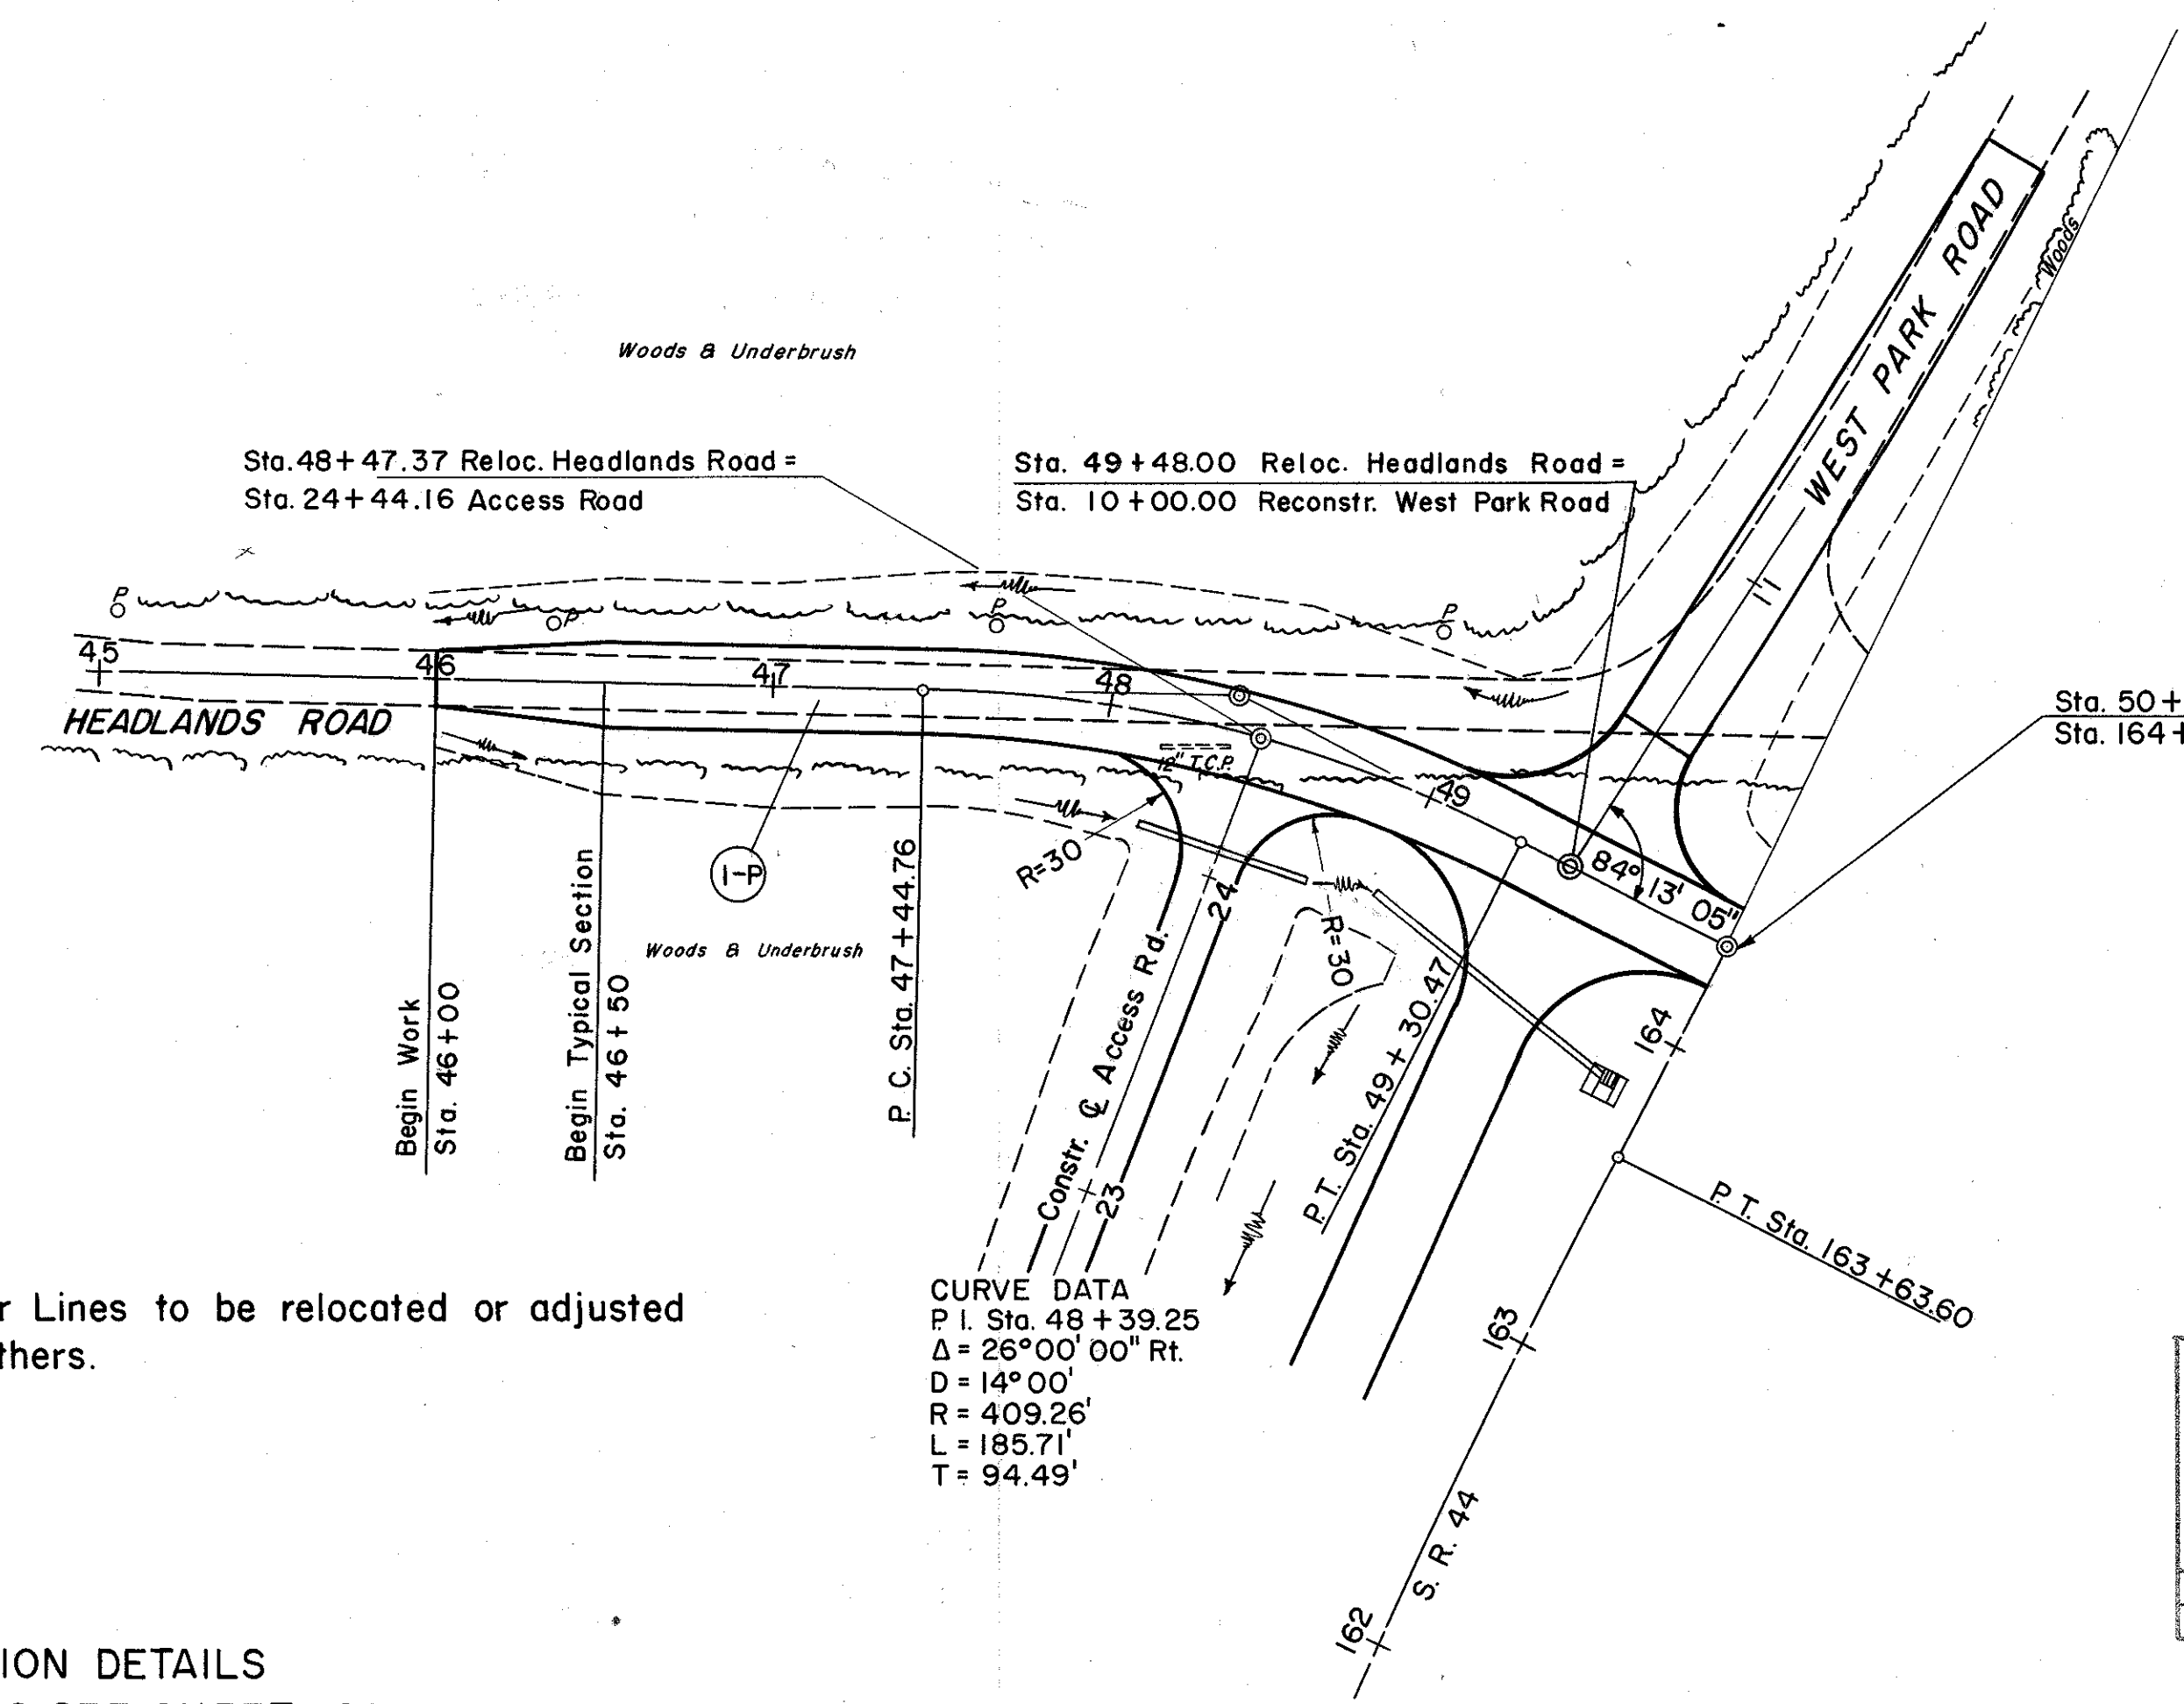 Woods & Underbrush
Woods
WEST PARK ROAD
Sta. 48+47.37 Reloc. Headlands Road =
Sta. 24+44.16 Access Road
Sta. 49+48.00 Reloc. Headlands Road =
Sta. 10+00.00 Reconstr. West Park Road
11
P
P
P
P
45
46
47
48
49
HEADLANDS ROAD
12" T.C.P.
Sta. 50+
Sta. 164+
R=30
R=30
84° 13' 05"
1-P
Woods & Underbrush
Begin Work
Sta. 46+00
Begin Typical Section
Sta. 46+50
P. C. Sta. 47+44.76
Constr. ℄ Access Rd.
24
23
P.T. Sta. 49+30.47
164
163
162
S. R. 44
P. T. Sta. 163+63.60
r Lines to be relocated or adjusted
thers.
CURVE DATA
P. I. Sta. 48+39.25
Δ = 26°00' 00" Rt.
D = 14°00'
R = 409.26'
L = 185.71'
T = 94.49'
ION DETAILS